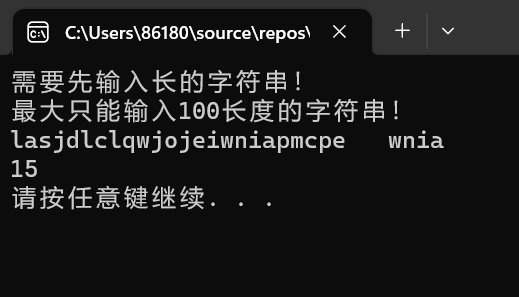 C:\Users\86180\source\repos\
需要先输入长的字符串!
最大只能输入100长度的字符串!
lasjdlclqwjojeiwniapmcpe   wnia
15
请按任意键继续. . .